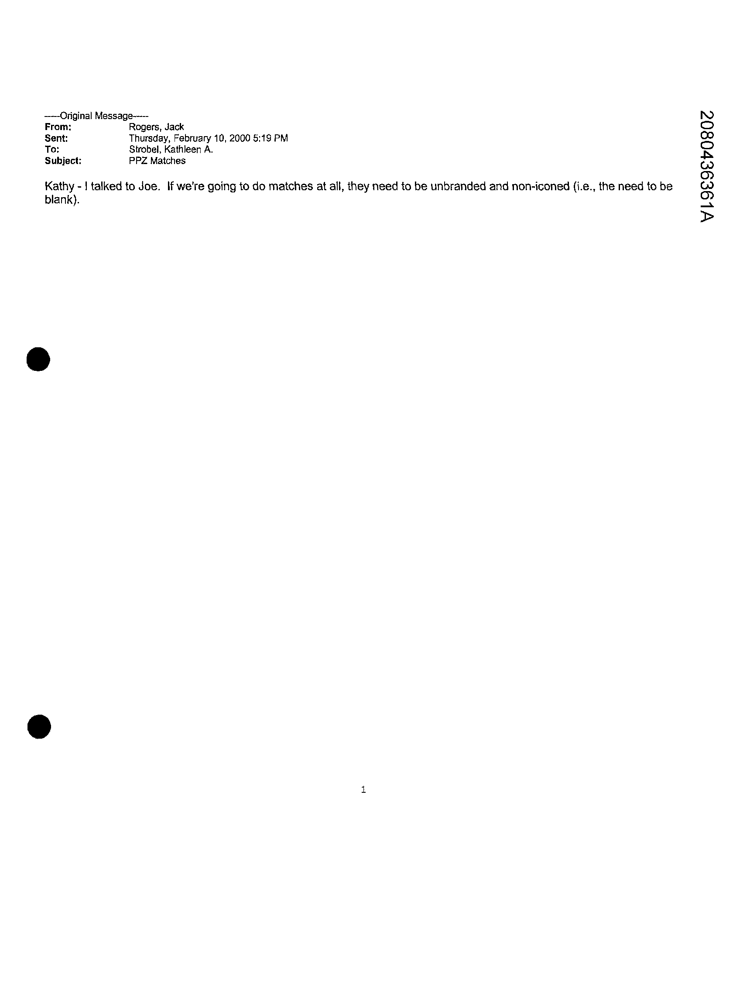 -----Original Message-----
From: Rogers, Jack
Sent: Thursday, February 10, 2000 5:19 PM
To: Strobel, Kathleen A.
Subject: PPZ Matches
Kathy - I talked to Joe.  If we're going to do matches at all, they need to be unbranded and non-iconed (i.e., the need to be
blank).
2080436361A
1